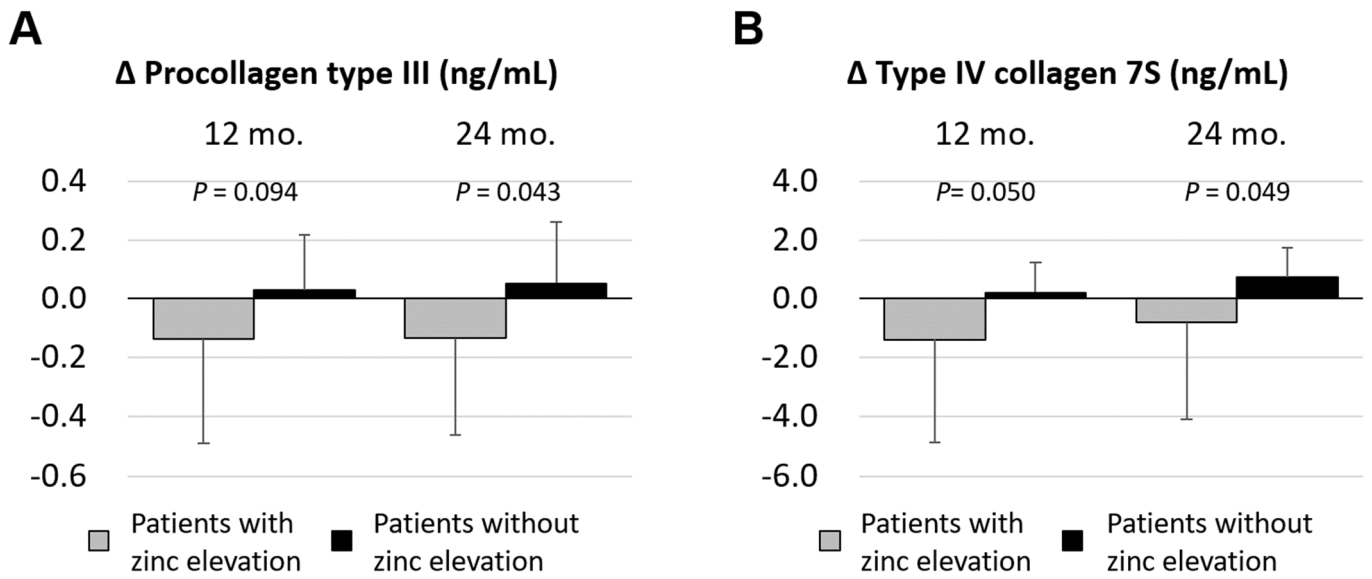 A
Δ Procollagen type III (ng/mL)
12 mo.
24 mo.
P = 0.094
P = 0.043
0.4
0.2
0.0
-0.2
-0.4
-0.6
Patients with
zinc elevation
Patients without
zinc elevation
B
Δ Type IV collagen 7S (ng/mL)
12 mo.
24 mo.
P= 0.050
P = 0.049
4.0
2.0
0.0
-2.0
-4.0
-6.0
Patients with
zinc elevation
Patients without
zinc elevation